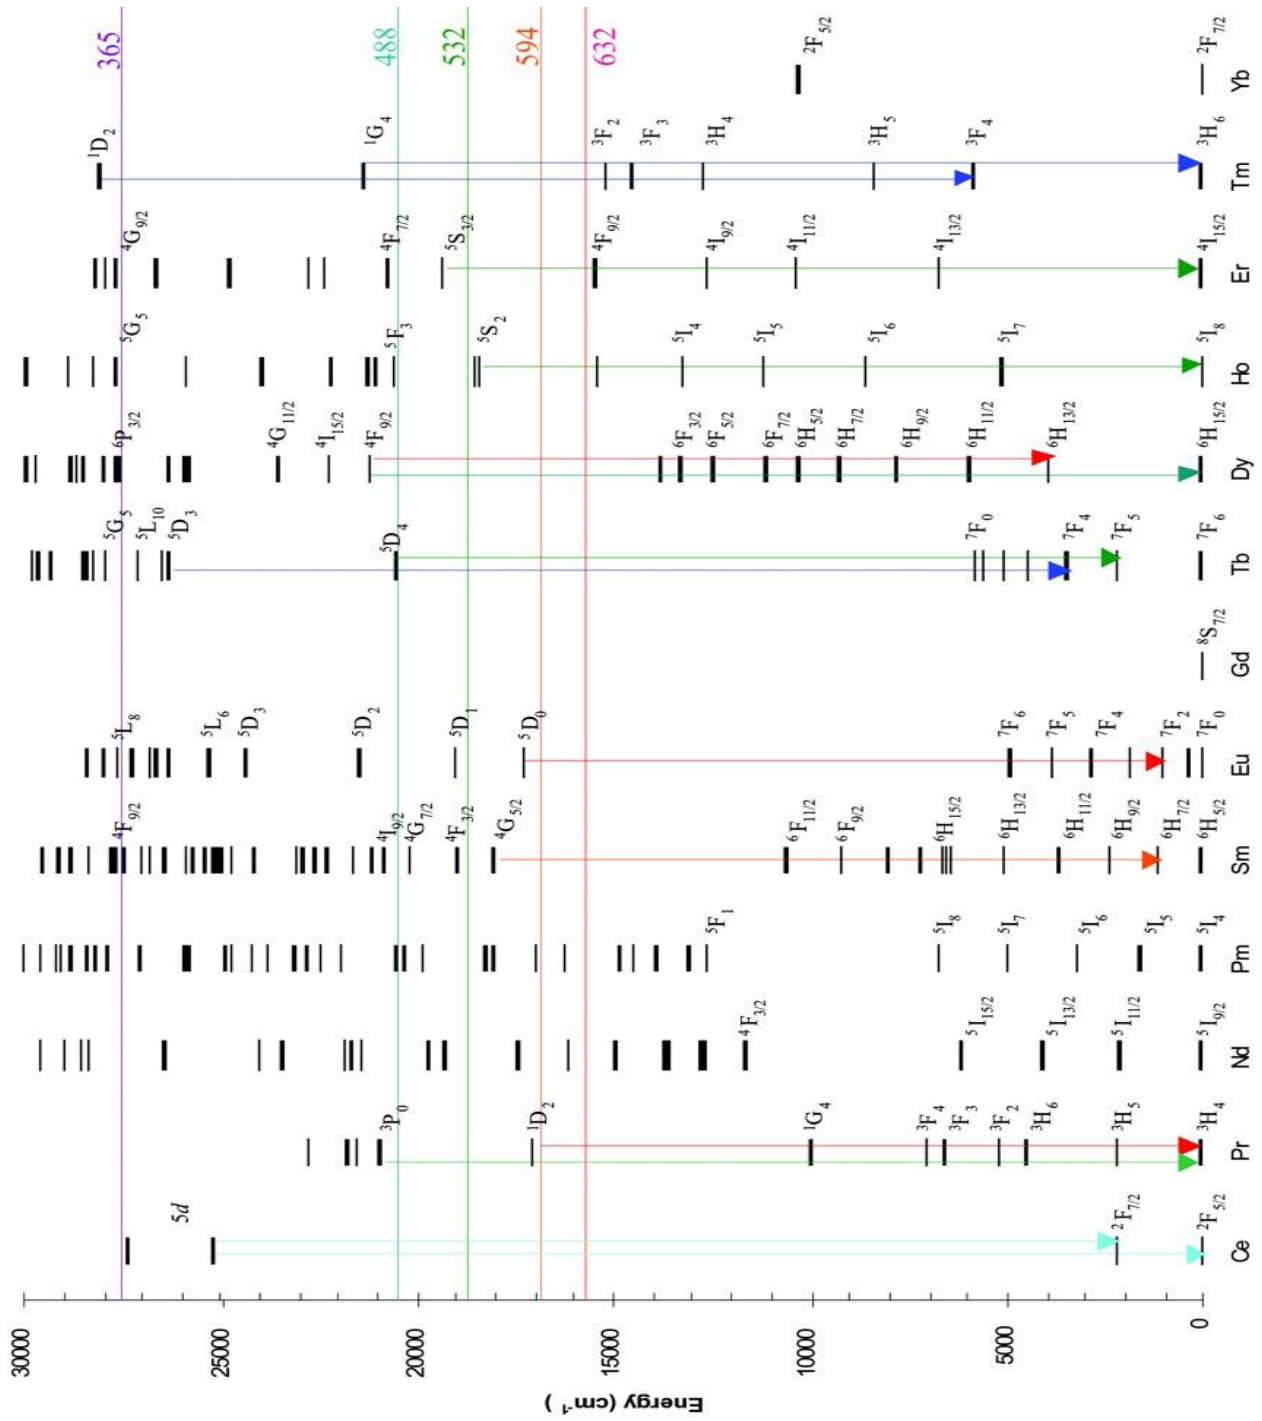 Energy (cm⁻¹)
30000
25000
20000
15000
10000
5000
0
365
488
532
594
632
5d
²F₇/₂
²F₅/₂
Ce
³P₀
¹D₂
¹G₄
³F₄
³F₃
³F₂
³H₆
³H₅
³H₄
Pr
⁴F₃/₂
⁵I₁₅/₂
⁵I₁₃/₂
⁵I₁₁/₂
⁵I₉/₂
Nd
⁵F₁
⁵I₈
⁵I₇
⁵I₆
⁵I₅
⁵I₄
Pm
⁴F₉/₂
⁴I₉/₂
⁴G₇/₂
⁴F₃/₂
⁴G₅/₂
⁶F₁₁/₂
⁶F₉/₂
⁶H₁₅/₂
⁶H₁₃/₂
⁶H₁₁/₂
⁶H₉/₂
⁶H₇/₂
⁶H₅/₂
Sm
⁵L₈
⁵L₆
⁵D₃
⁵D₂
⁵D₁
⁵D₀
⁷F₆
⁷F₅
⁷F₄
⁷F₂
⁷F₀
Eu
⁸S₇/₂
Gd
⁵G₅
⁵L₁₀
⁵D₃
⁵D₄
⁷F₀
⁷F₄
⁷F₅
⁷F₆
Tb
⁶P₃/₂
⁴G₁₁/₂
⁴I₁₅/₂
⁴F₉/₂
⁶F₃/₂
⁶F₅/₂
⁶F₇/₂
⁶H₅/₂
⁶H₇/₂
⁶H₉/₂
⁶H₁₁/₂
⁶H₁₃/₂
⁶H₁₅/₂
Dy
⁵G₅
⁵F₃
⁵S₂
⁵I₄
⁵I₅
⁵I₆
⁵I₇
⁵I₈
Ho
⁴G₉/₂
⁴F₇/₂
⁵S₃/₂
⁴F₉/₂
⁴I₉/₂
⁴I₁₁/₂
⁴I₁₃/₂
⁴I₁₅/₂
Er
¹D₂
¹G₄
³F₂
³F₃
³H₄
³H₅
³F₄
³H₆
Tm
²F₅/₂
²F₇/₂
Yb